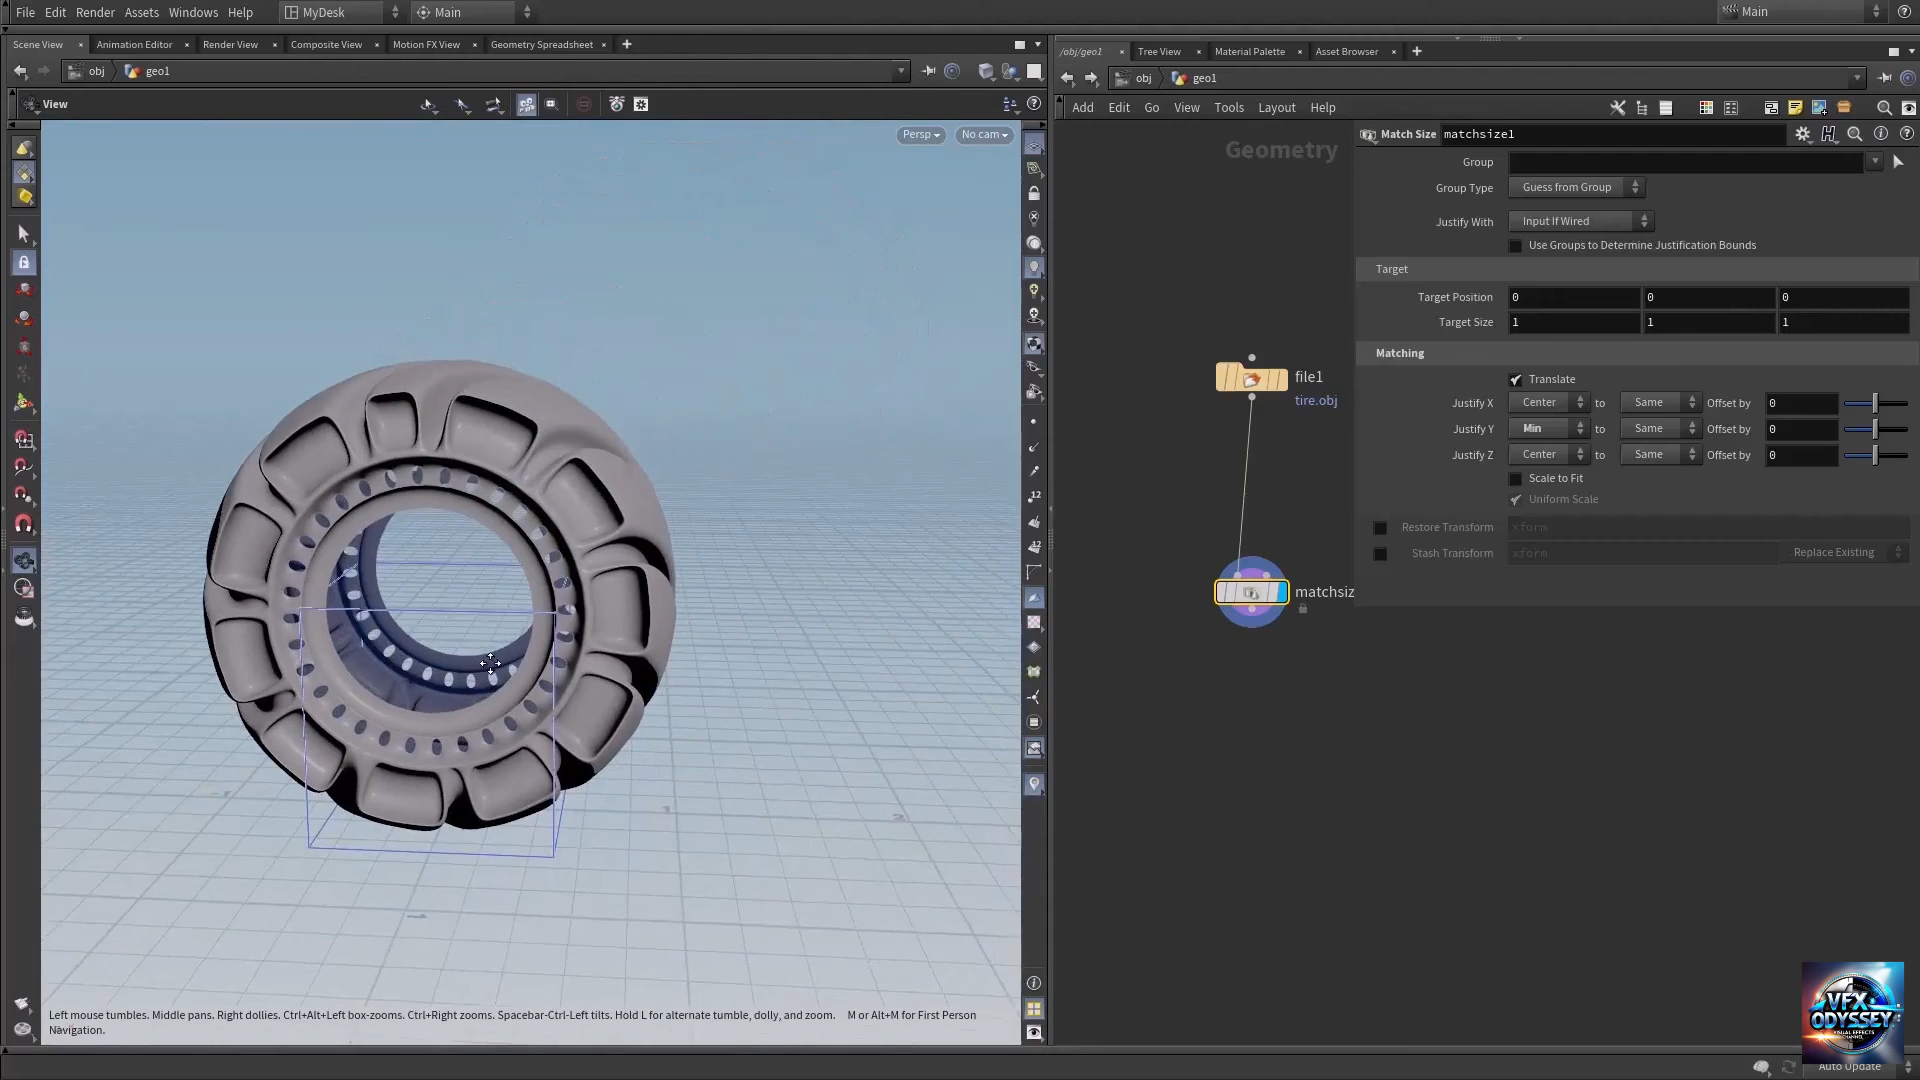 File Edit Render Assets Windows Help MyDesk Main Main
Scene View Animation Editor Render View Composite View Motion FX View Geometry Spreadsheet
obj geo1
View
Persp No cam
12
12
Left mouse tumbles. Middle pans. Right dollies. Ctrl+Alt+Left box-zooms. Ctrl+Right zooms. Spacebar-Ctrl-Left tilts. Hold L for alternate tumble, dolly, and zoom. M or Alt+M for First Person
Navigation.
/obj/geo1 Tree View Material Palette Asset Browser
obj geo1
Add Edit Go View Tools Layout Help
Geometry
file1
tire.obj
matchsiz
Match Size matchsize1
Group
Group Type Guess from Group
Justify With Input If Wired
Use Groups to Determine Justification Bounds
Target
Target Position 0 0 0
Target Size 1 1 1
Matching
Translate
Justify X Center to Same Offset by 0
Justify Y Min to Same Offset by 0
Justify Z Center to Same Offset by 0
Scale to Fit
Uniform Scale
Restore Transform xform
Stash Transform xform Replace Existing
VFX
ODYSSEY
VISUAL EFFECTS
CHANNEL
Auto Update